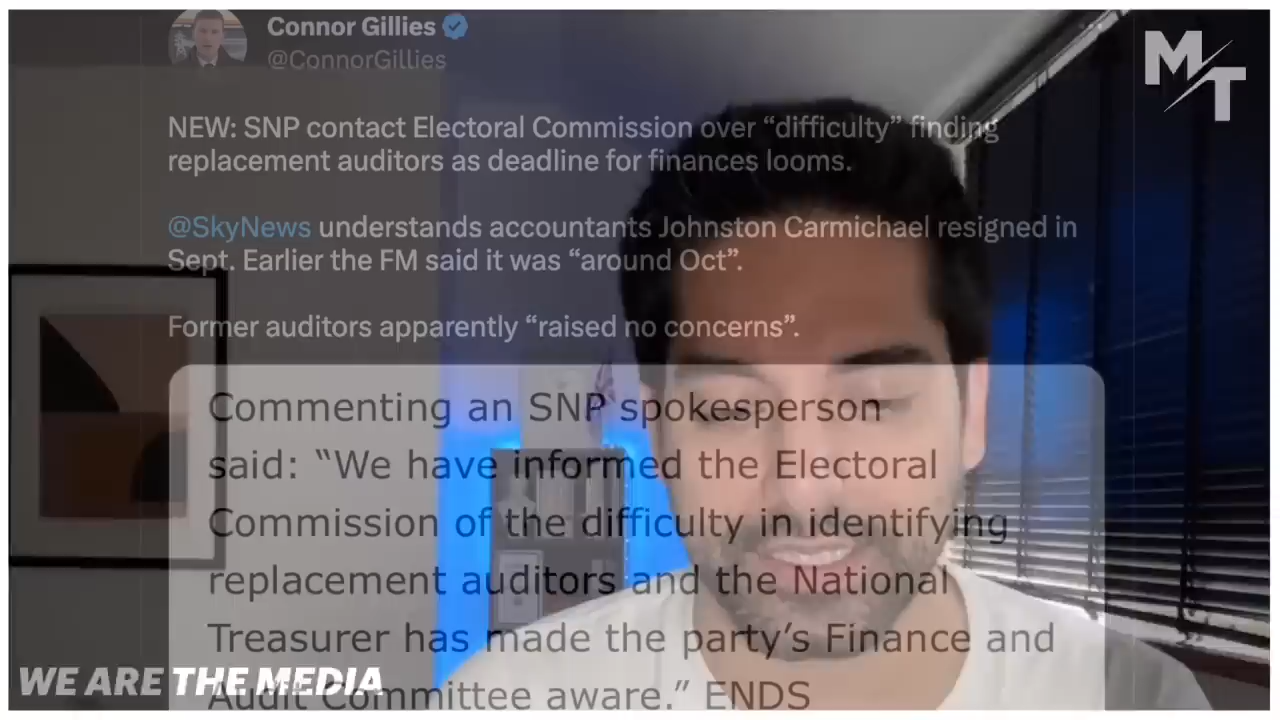 Connor Gillies
@ConnorGillies
M
T
NEW: SNP contact Electoral Commission over “difficulty” finding
replacement auditors as deadline for finances looms.
@SkyNews understands accountants Johnston Carmichael resigned in
Sept. Earlier the FM said it was “around Oct”.
Former auditors apparently “raised no concerns”.
Commenting an SNP spokesperson
said: “We have informed the Electoral
Commission of the difficulty in identifying
replacement auditors and the National
Treasurer has made the party’s Finance and
Audit Committee aware.” ENDS
WE ARE THE MEDIA